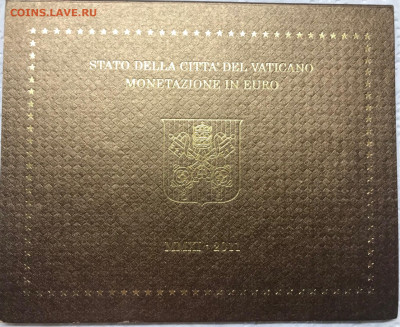 COINS.LAVE.RU
STATO DELLA CITTA' DEL VATICANO
MONETAZIONE IN EURO
MMXI · 2011